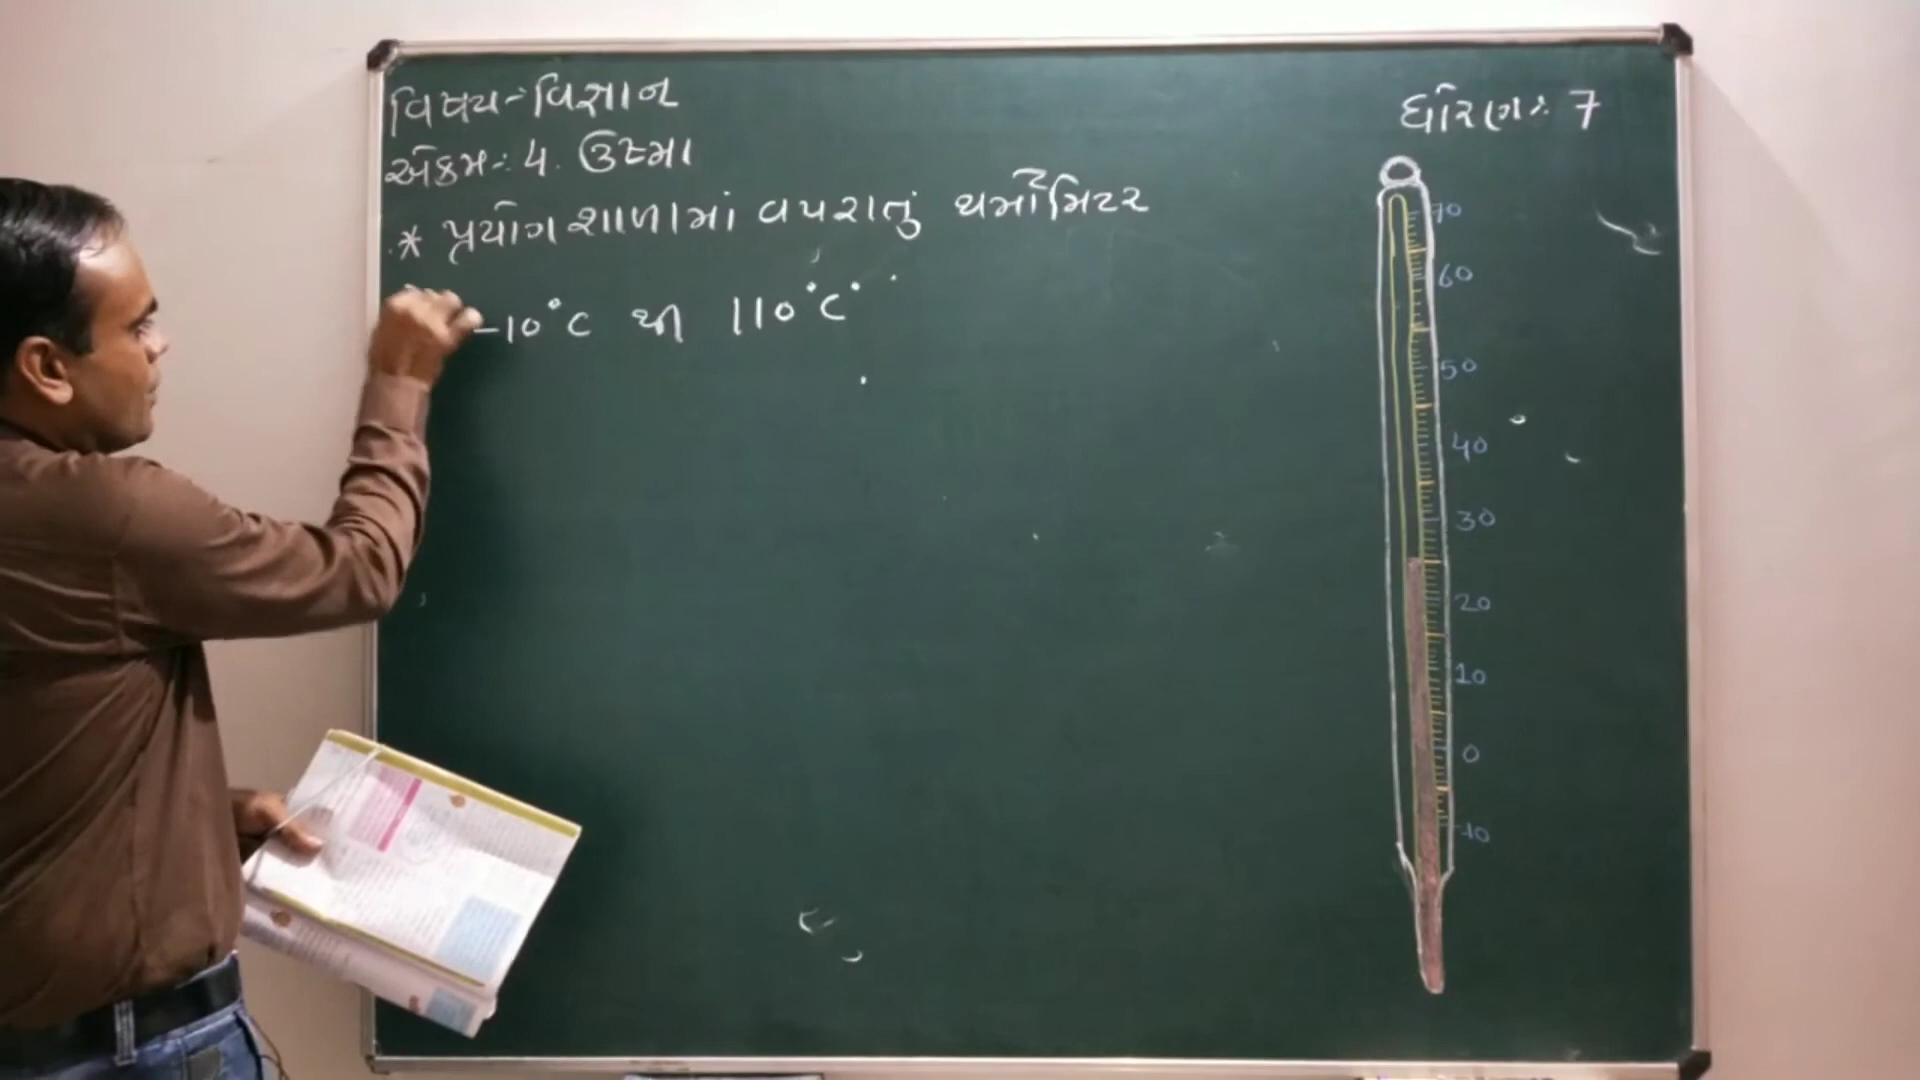 વિષય:- વિજ્ઞાન
એકમ:- 4. ઉષ્મા
* પ્રયોગશાળામાં વપરાતું થર્મોમિટર
-10°C થી 110°C
ધોરણ:- 7
70
60
50
40
30
20
10
0
-10